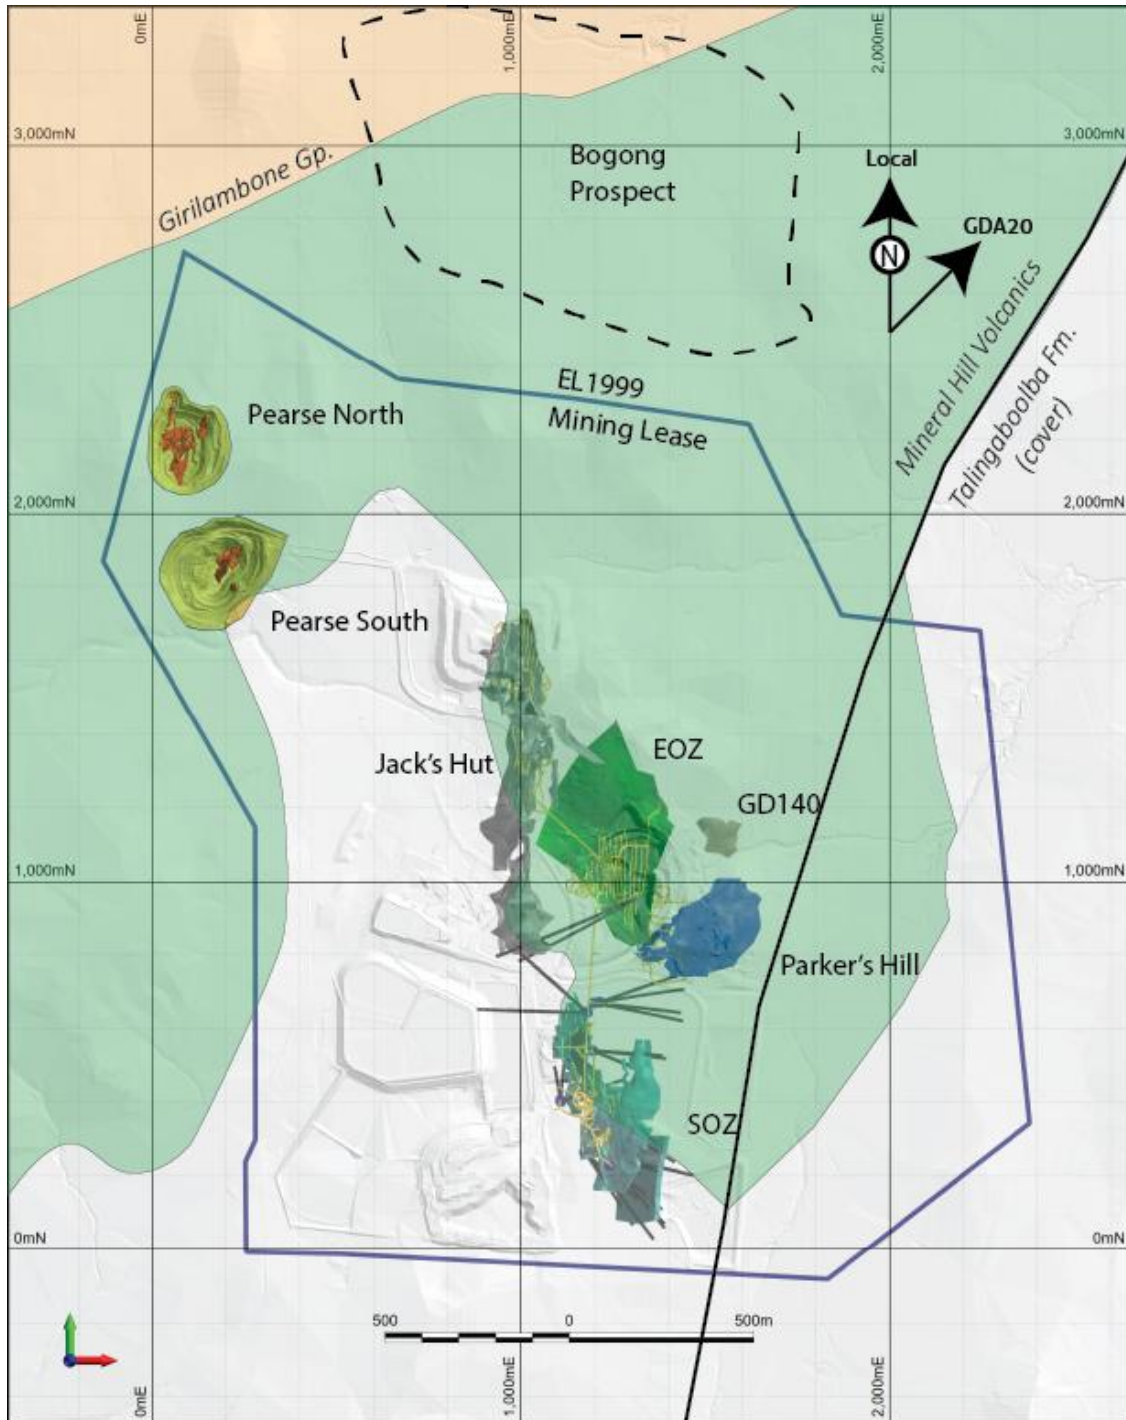 0mE
1,000mE
2,000mE
3,000mN
3,000mN
Girilambone Gp.
Bogong
Prospect
Local
GDA20
N
Mineral Hill Volcanics
Talingaboolba Fm.
(cover)
EL1999
Mining Lease
Pearse North
2,000mN
2,000mN
Pearse South
Jack's Hut
EOZ
GD140
1,000mN
1,000mN
Parker's Hill
SOZ
0mN
0mN
500
0
500m
0mE
1,000mE
2,000mE